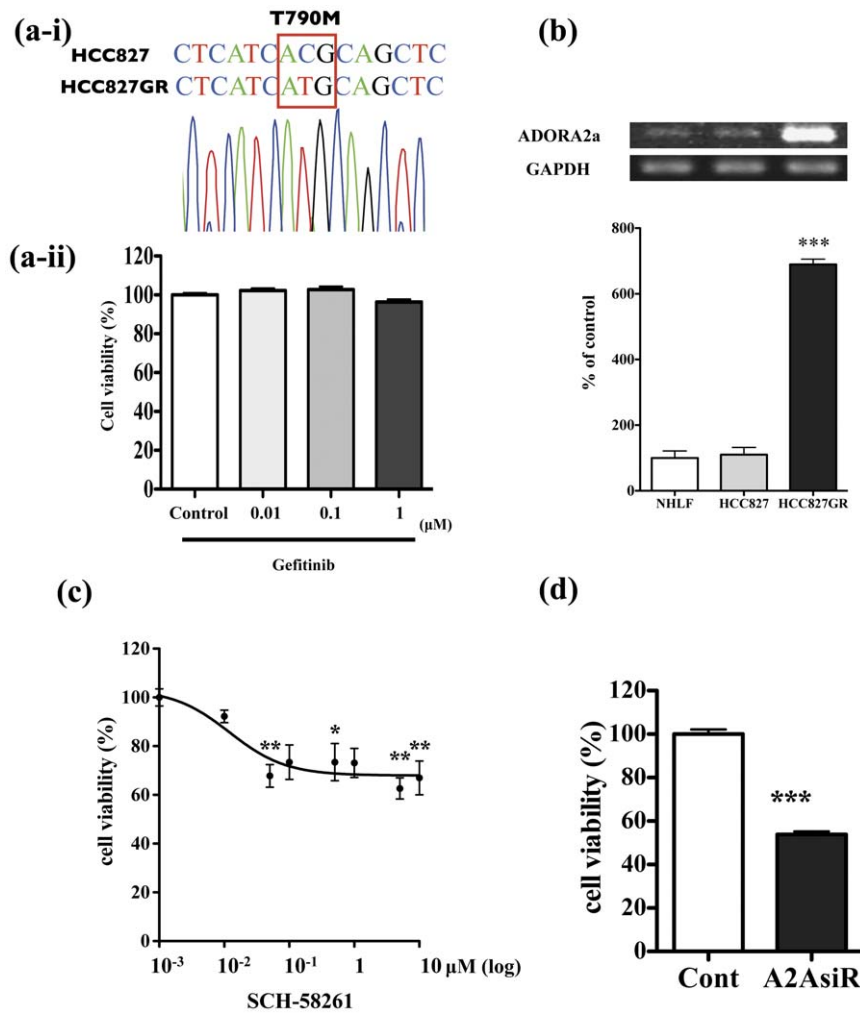 (a-i)
T790M
HCC827 CTCATCACGCAGCTC
HCC827GR CTCATCATGCAGCTC
(a-ii)
Cell viability (%)
120
100
80
60
40
20
0
Control 0.01 0.1 1 (µM)
Gefitinib
(b)
ADORA2a
GAPDH
% of control
800
600
400
200
100
0
***
NHLF HCC827 HCC827GR
(c)
cell viability (%)
120
100
80
60
40
20
0
** * ** **
10-3 10-2 10-1 1 10 µM (log)
SCH-58261
(d)
cell viability (%)
120
100
80
60
40
20
0
***
Cont A2AsiR